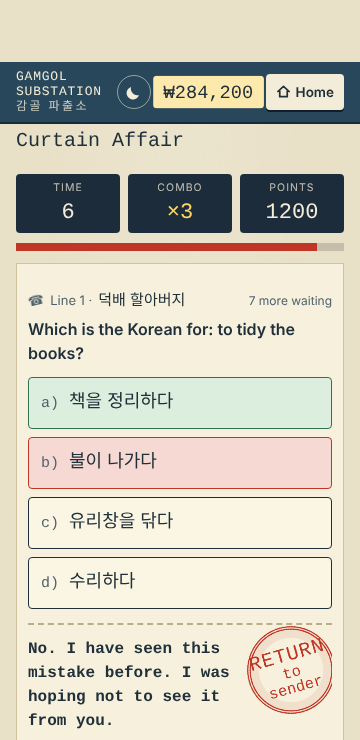 GAMGOL
SUBSTATION
감골 파출소
₩284,200
Home
Curtain Affair
TIME
6
COMBO
×3
POINTS
1200
☎ Line 1 · 덕배 할아버지
7 more waiting
Which is the Korean for: to tidy the
books?
a) 책을 정리하다
b) 불이 나가다
c) 유리창을 닦다
d) 수리하다
No. I have seen this
mistake before. I was
hoping not to see it
from you.
RETURN
to
sender